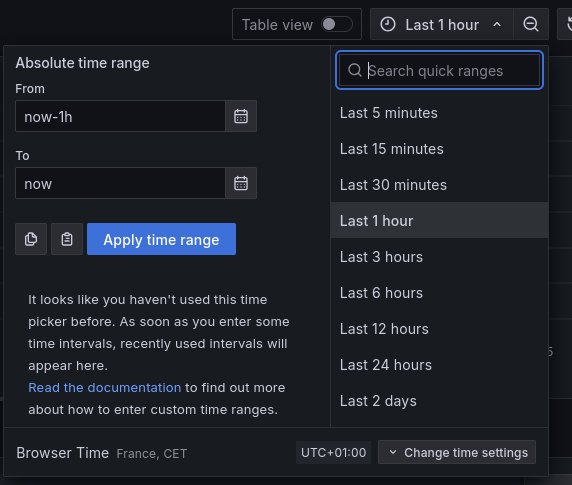 Table view
Last 1 hour
Absolute time range
From
now-1h
To
now
Apply time range
It looks like you haven't used this time
picker before. As soon as you enter some
time intervals, recently used intervals will
appear here.
Read the documentation to find out more
about how to enter custom time ranges.
Search quick ranges
Last 5 minutes
Last 15 minutes
Last 30 minutes
Last 1 hour
Last 3 hours
Last 6 hours
Last 12 hours
Last 24 hours
Last 2 days
5
Browser Time France, CET
UTC+01:00
Change time settings